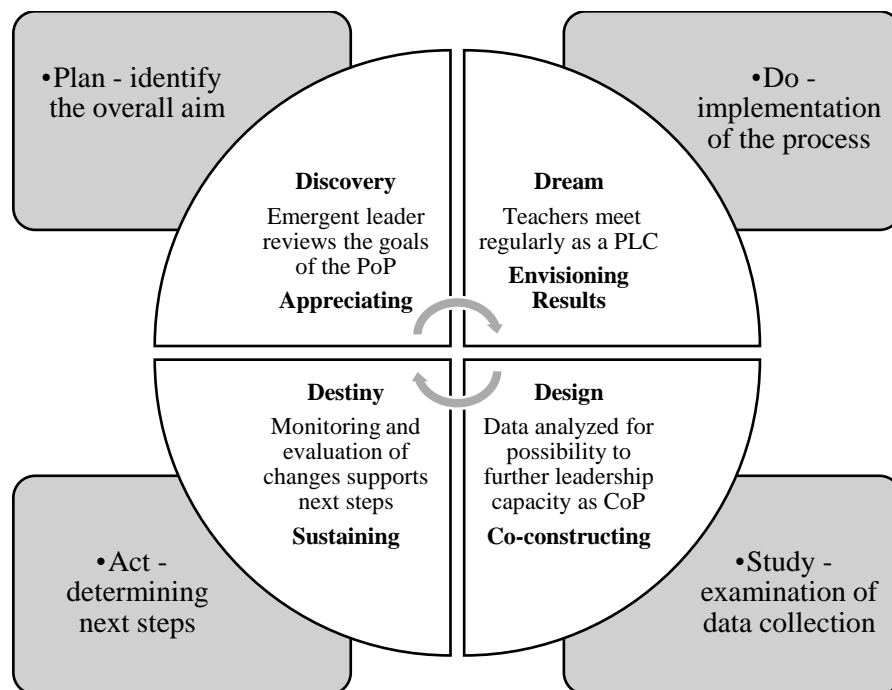 •Plan - identify
the overall aim
•Do -
implementation
of the process
Discovery
Emergent leader
reviews the goals
of the PoP
Appreciating
Dream
Teachers meet
regularly as a PLC
Envisioning
Results
Destiny
Monitoring and
evaluation of
changes supports
next steps
Sustaining
Design
Data analyzed for
possibility to
further leadership
capacity as CoP
Co-constructing
•Act -
determining
next steps
•Study -
examination of
data collection